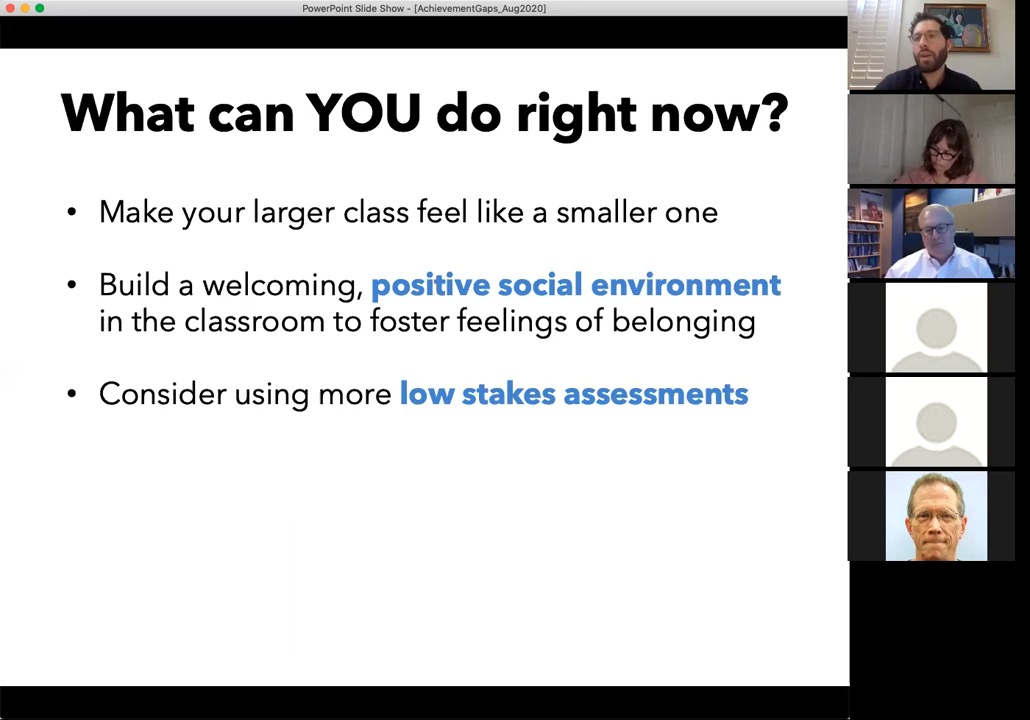 PowerPoint Slide Show - [AchievementGaps_Aug2020]
What can YOU do right now?
• Make your larger class feel like a smaller one
• Build a welcoming, positive social environment
in the classroom to foster feelings of belonging
• Consider using more low stakes assessments